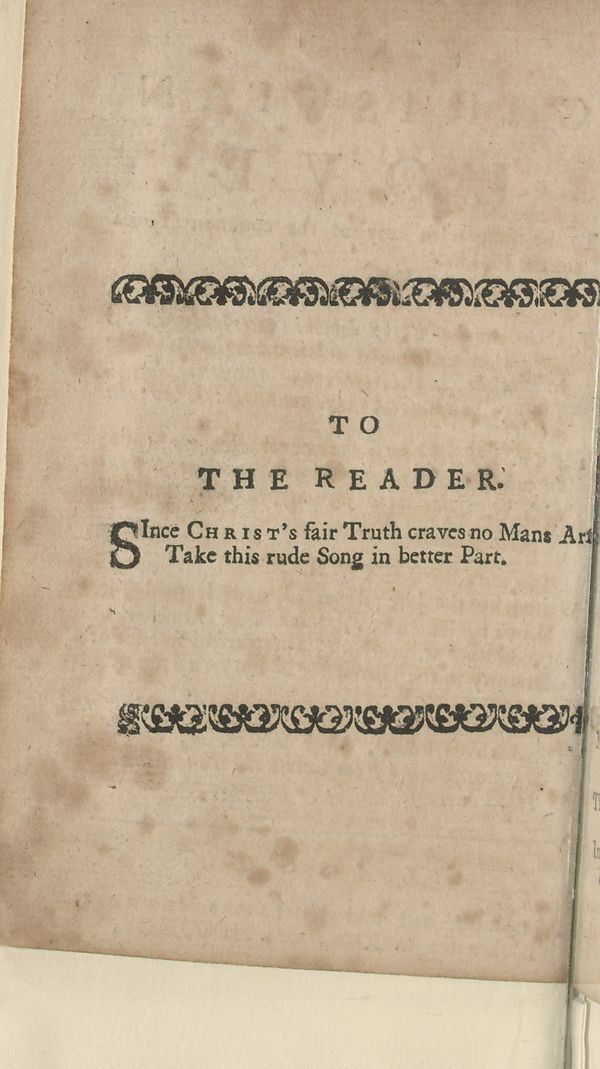 TO
THE READER.
SInce CHRIST's fair Truth craves no Mans Art
Take this rude Song in better Part.